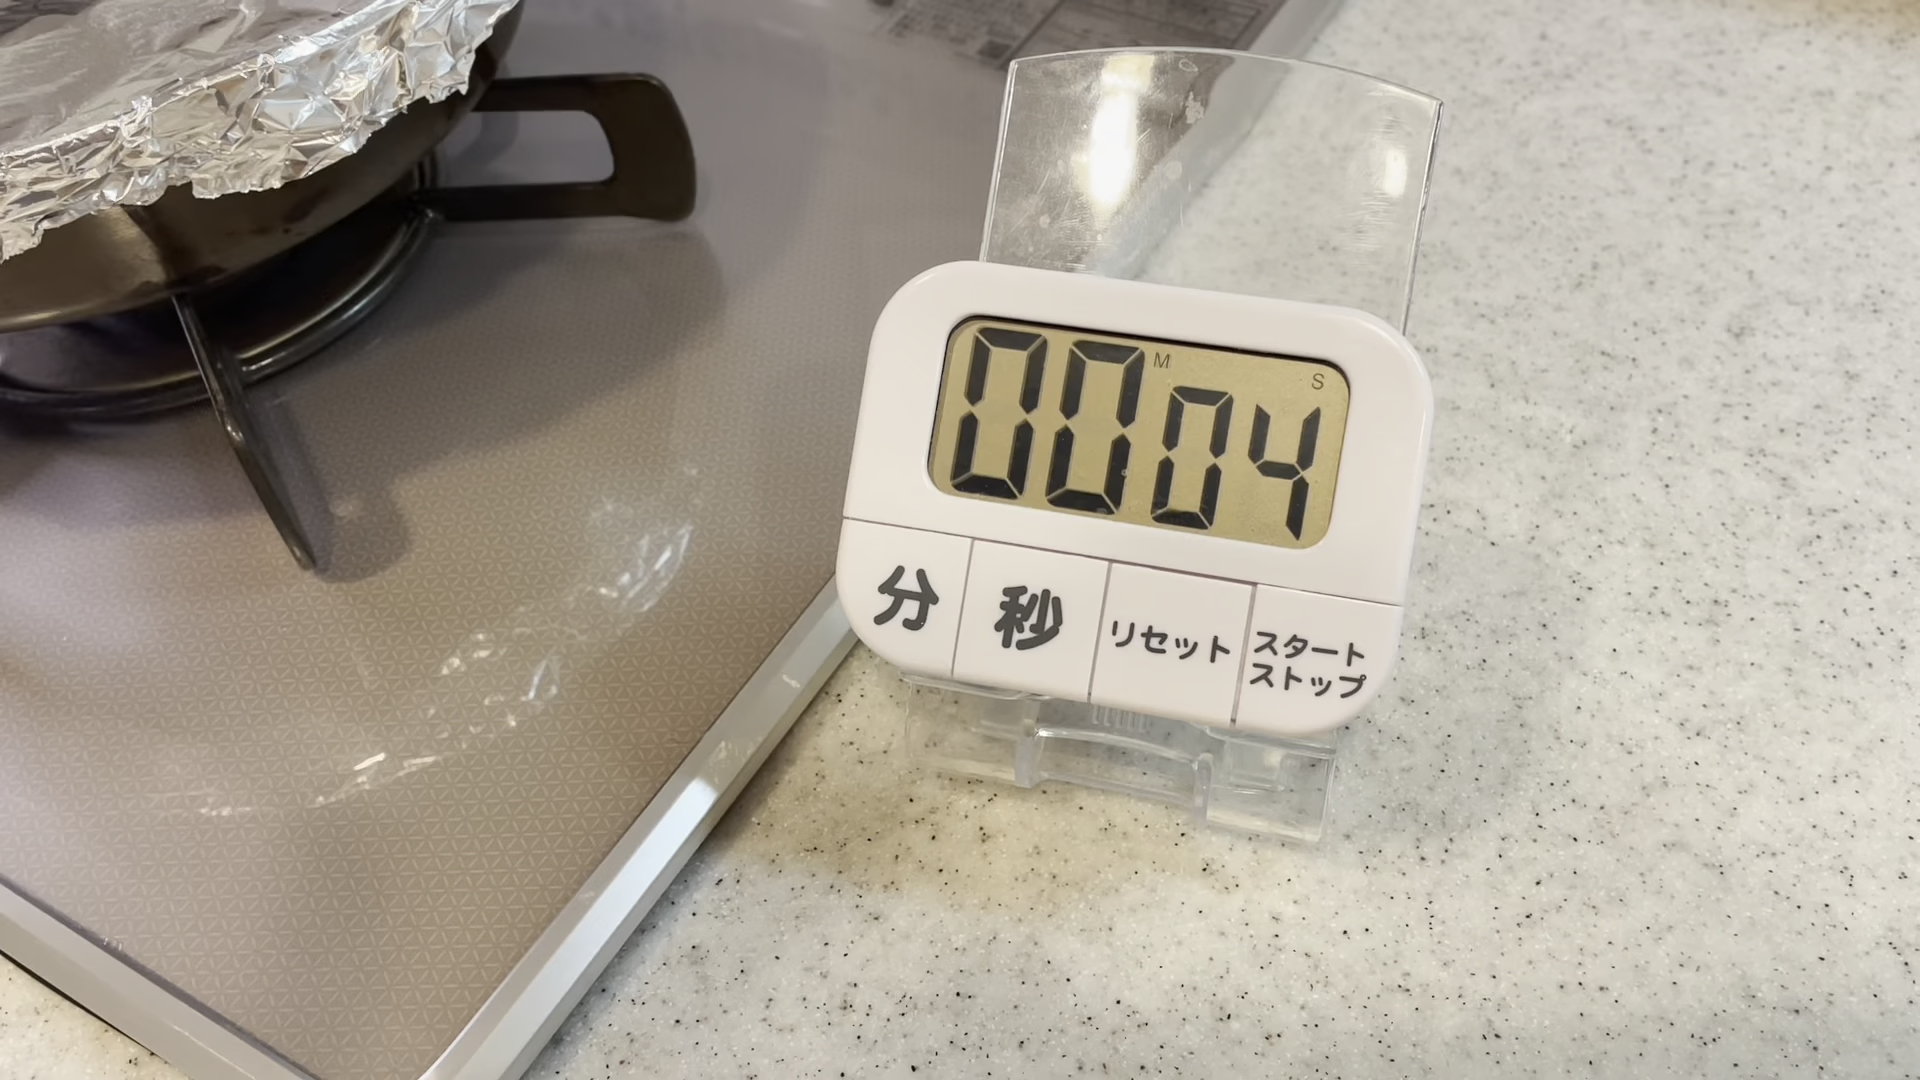 00 M 04 S
分
秒
リセット
スタート
ストップ